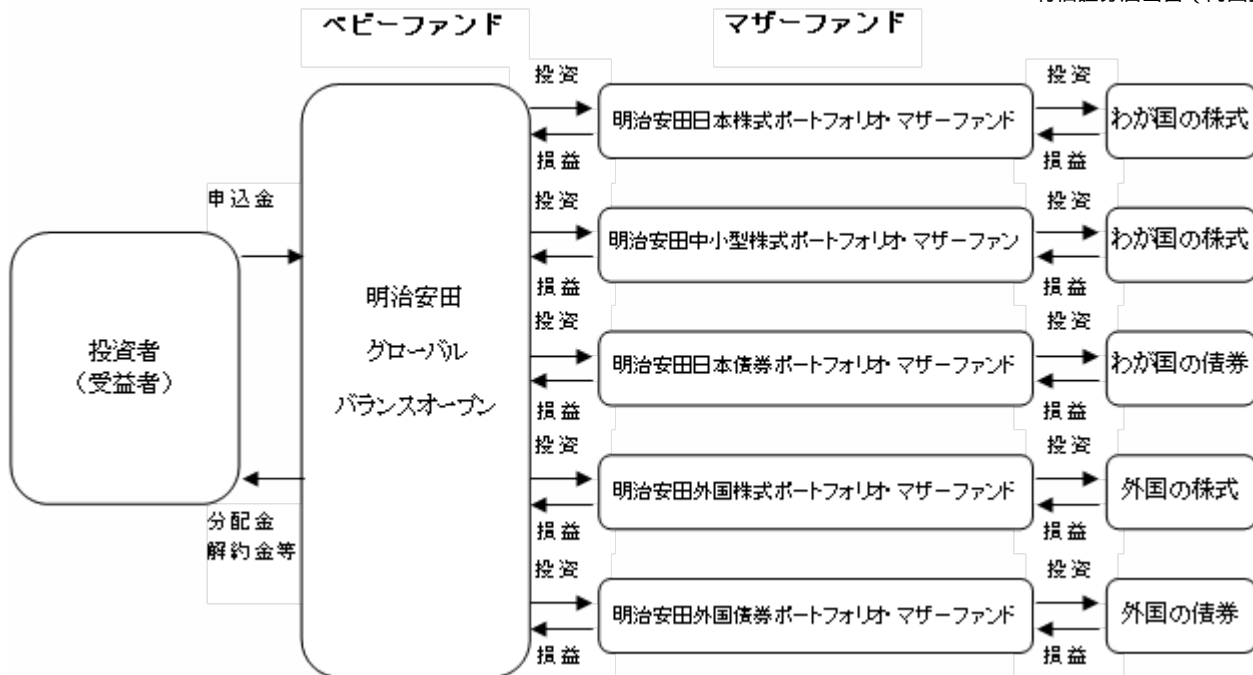 ベビーファンド
マザーファンド
投資者
(受益者)
申込金
分配金
解約金等
明治安田
グローバル
バランスオープン
投資
損益
明治安田日本株式ポートフォリオ・マザーファンド
投資
損益
わが国の株式
投資
損益
明治安田中小型株式ポートフォリオ・マザーファン
投資
損益
わが国の株式
投資
損益
明治安田日本債券ポートフォリオ・マザーファンド
投資
損益
わが国の債券
投資
損益
明治安田外国株式ポートフォリオ・マザーファンド
投資
損益
外国の株式
投資
損益
明治安田外国債券ポートフォリオ・マザーファンド
投資
損益
外国の債券